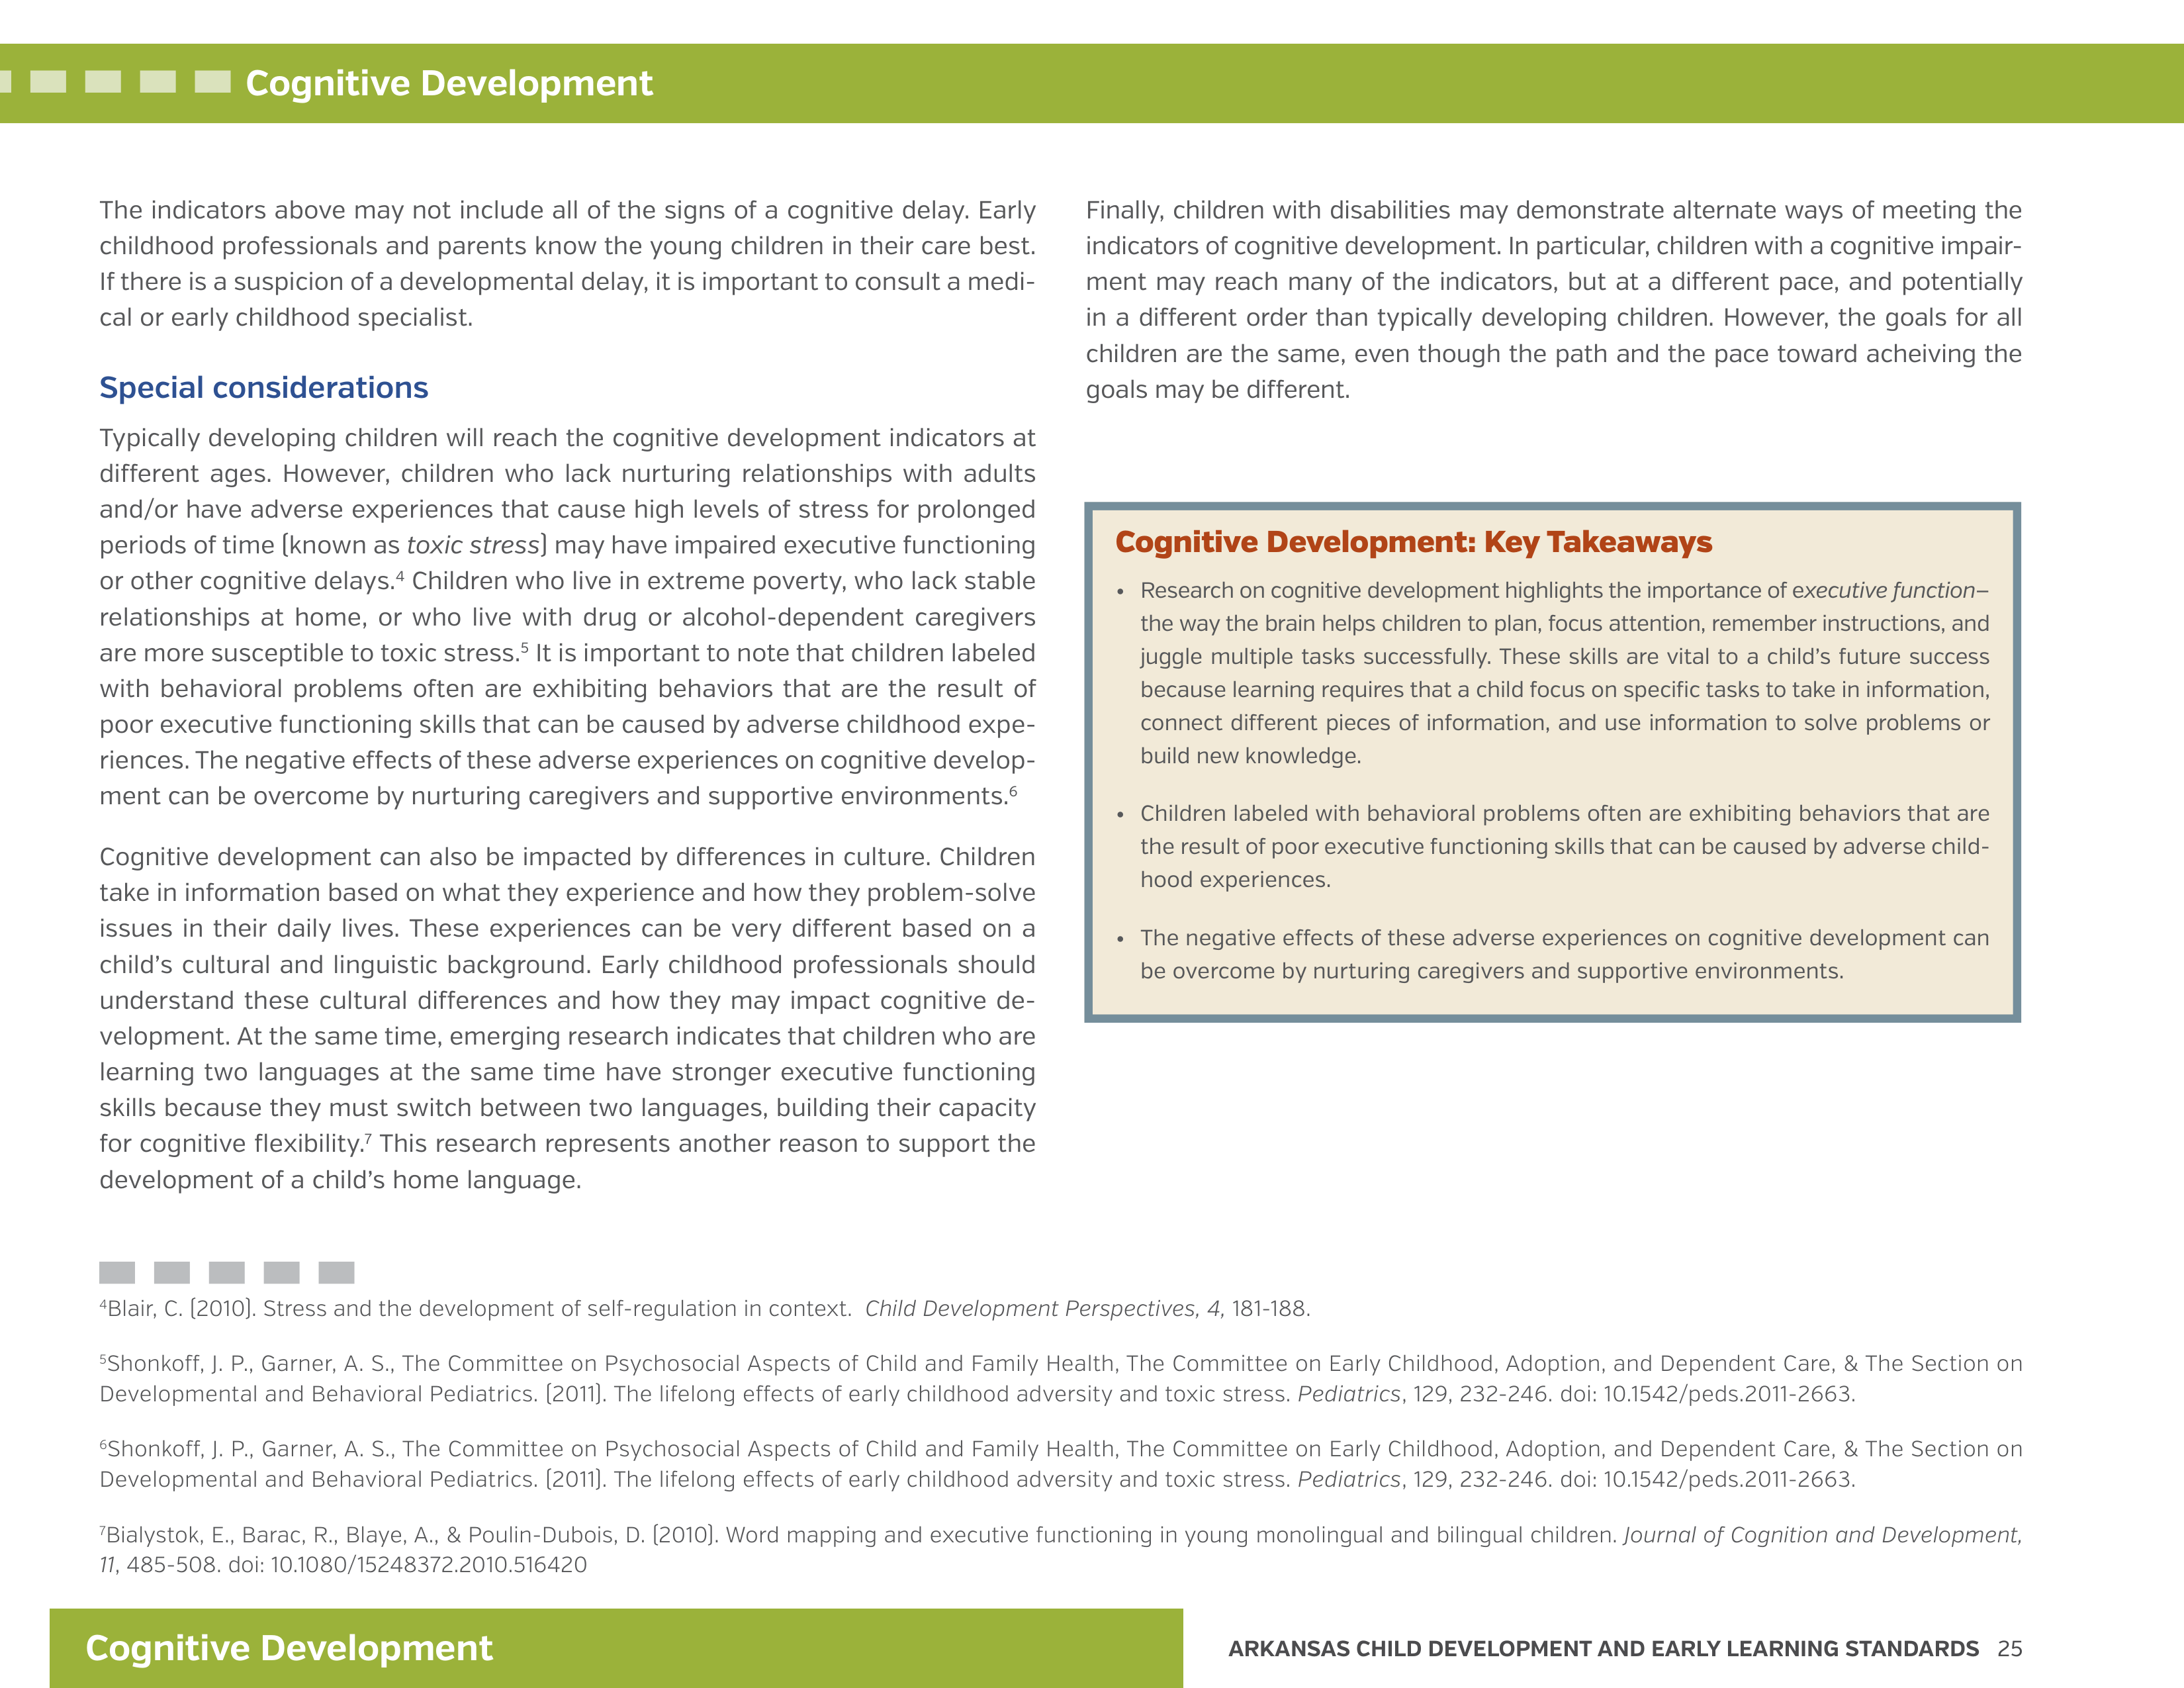 Cognitive Development
The indicators above may not include all of the signs of a cognitive delay. Early
childhood professionals and parents know the young children in their care best.
If there is a suspicion of a developmental delay, it is important to consult a medi-
cal or early childhood specialist.
Special considerations
Typically developing children will reach the cognitive development indicators at
different ages. However, children who lack nurturing relationships with adults
and/or have adverse experiences that cause high levels of stress for prolonged
periods of time (known as toxic stress) may have impaired executive functioning
or other cognitive delays.⁴ Children who live in extreme poverty, who lack stable
relationships at home, or who live with drug or alcohol-dependent caregivers
are more susceptible to toxic stress.⁵ It is important to note that children labeled
with behavioral problems often are exhibiting behaviors that are the result of
poor executive functioning skills that can be caused by adverse childhood expe-
riences. The negative effects of these adverse experiences on cognitive develop-
ment can be overcome by nurturing caregivers and supportive environments.⁶
Cognitive development can also be impacted by differences in culture. Children
take in information based on what they experience and how they problem-solve
issues in their daily lives. These experiences can be very different based on a
child's cultural and linguistic background. Early childhood professionals should
understand these cultural differences and how they may impact cognitive de-
velopment. At the same time, emerging research indicates that children who are
learning two languages at the same time have stronger executive functioning
skills because they must switch between two languages, building their capacity
for cognitive flexibility.⁷ This research represents another reason to support the
development of a child's home language.
Finally, children with disabilities may demonstrate alternate ways of meeting the
indicators of cognitive development. In particular, children with a cognitive impair-
ment may reach many of the indicators, but at a different pace, and potentially
in a different order than typically developing children. However, the goals for all
children are the same, even though the path and the pace toward acheiving the
goals may be different.
Cognitive Development: Key Takeaways
• Research on cognitive development highlights the importance of executive function–
the way the brain helps children to plan, focus attention, remember instructions, and
juggle multiple tasks successfully. These skills are vital to a child's future success
because learning requires that a child focus on specific tasks to take in information,
connect different pieces of information, and use information to solve problems or
build new knowledge.
• Children labeled with behavioral problems often are exhibiting behaviors that are
the result of poor executive functioning skills that can be caused by adverse child-
hood experiences.
• The negative effects of these adverse experiences on cognitive development can
be overcome by nurturing caregivers and supportive environments.
⁴Blair, C. (2010). Stress and the development of self-regulation in context. Child Development Perspectives, 4, 181-188.
⁵Shonkoff, J. P., Garner, A. S., The Committee on Psychosocial Aspects of Child and Family Health, The Committee on Early Childhood, Adoption, and Dependent Care, & The Section on
Developmental and Behavioral Pediatrics. (2011). The lifelong effects of early childhood adversity and toxic stress. Pediatrics, 129, 232-246. doi: 10.1542/peds.2011-2663.
⁶Shonkoff, J. P., Garner, A. S., The Committee on Psychosocial Aspects of Child and Family Health, The Committee on Early Childhood, Adoption, and Dependent Care, & The Section on
Developmental and Behavioral Pediatrics. (2011). The lifelong effects of early childhood adversity and toxic stress. Pediatrics, 129, 232-246. doi: 10.1542/peds.2011-2663.
⁷Bialystok, E., Barac, R., Blaye, A., & Poulin-Dubois, D. (2010). Word mapping and executive functioning in young monolingual and bilingual children. Journal of Cognition and Development,
11, 485-508. doi: 10.1080/15248372.2010.516420
Cognitive Development
ARKANSAS CHILD DEVELOPMENT AND EARLY LEARNING STANDARDS 25